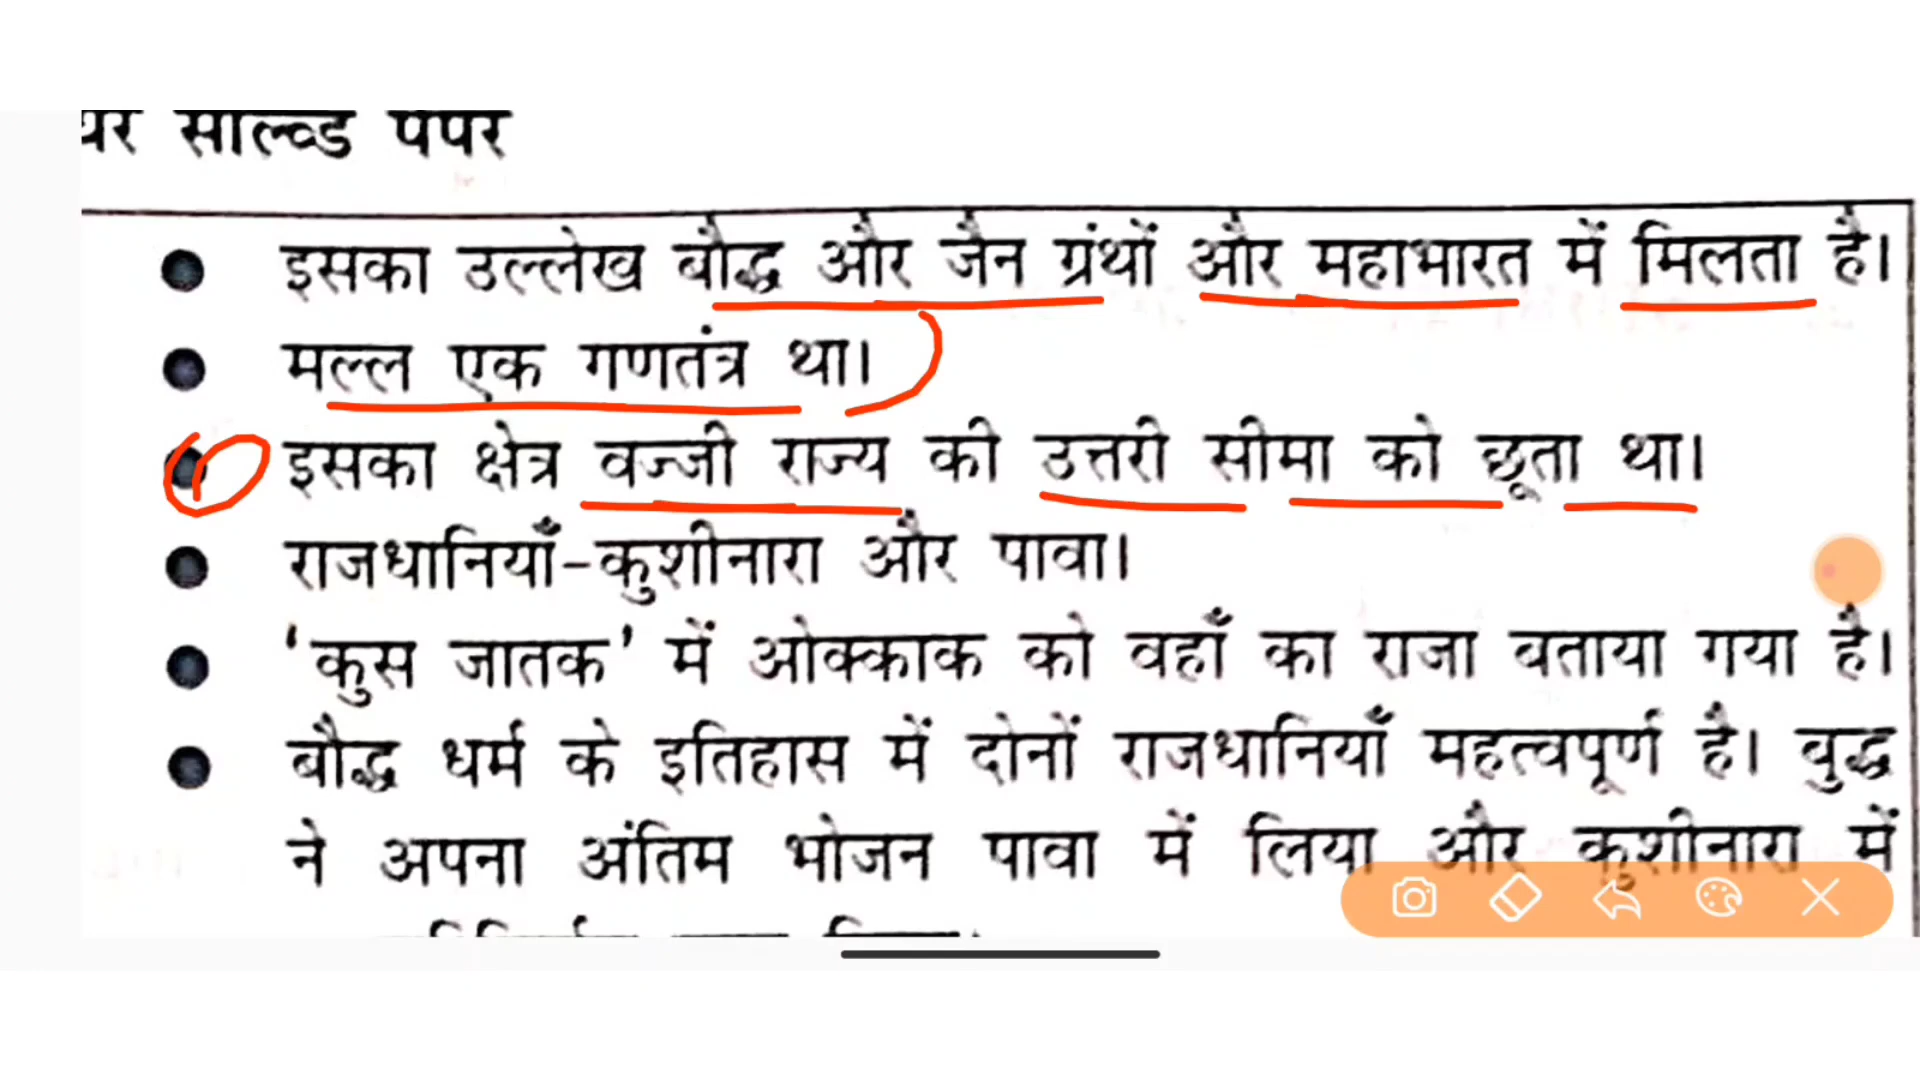 साल्व्ड पेपर
इसका उल्लेख बौद्ध और जैन ग्रंथों और महाभारत में मिलता है।
मल्ल एक गणतंत्र था।
इसका क्षेत्र वज्जी राज्य की उत्तरी सीमा को छूता था।
राजधानियाँ-कुशीनारा और पावा।
'कुस जातक' में ओक्काक को वहाँ का राजा बताया गया है।
बौद्ध धर्म के इतिहास में दोनों राजधानियाँ महत्वपूर्ण है। बुद्ध
ने अपना अंतिम भोजन पावा में लिया और कुशीनारा में